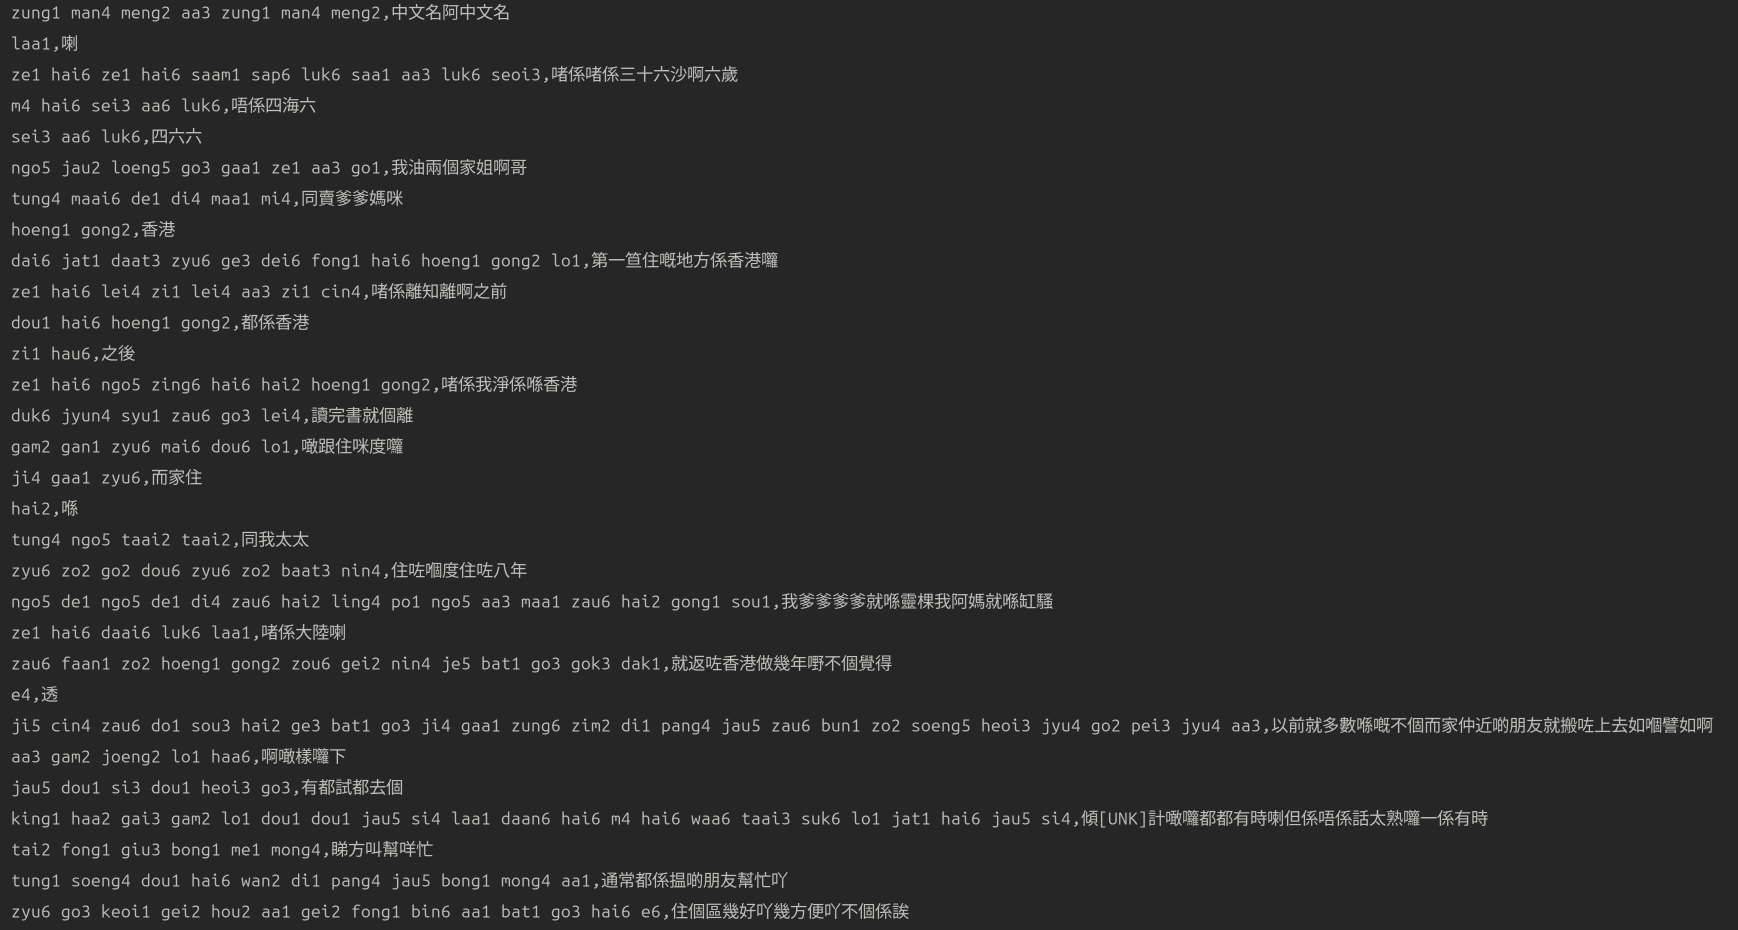 zung1 man4 meng2 aa3 zung1 man4 meng2,中文名阿中文名
laa1,喇
ze1 hai6 ze1 hai6 saam1 sap6 luk6 saa1 aa3 luk6 seoi3,啫係啫係三十六沙啊六歲
m4 hai6 sei3 aa6 luk6,唔係四海六
sei3 aa6 luk6,四六六
ngo5 jau2 loeng5 go3 gaa1 ze1 aa3 go1,我油兩個家姐啊哥
tung4 maai6 de1 di4 maa1 mi4,同賣爹爹媽咪
hoeng1 gong2,香港
dai6 jat1 daat3 zyu6 ge3 dei6 fong1 hai6 hoeng1 gong2 lo1,第一笪住嘅地方係香港囉
ze1 hai6 lei4 zi1 lei4 aa3 zi1 cin4,啫係離知離啊之前
dou1 hai6 hoeng1 gong2,都係香港
zi1 hau6,之後
ze1 hai6 ngo5 zing6 hai6 hai2 hoeng1 gong2,啫係我淨係喺香港
duk6 jyun4 syu1 zau6 go3 lei4,讀完書就個離
gam2 gan1 zyu6 mai6 dou6 lo1,噉跟住咪度囉
ji4 gaa1 zyu6,而家住
hai2,喺
tung4 ngo5 taai2 taai2,同我太太
zyu6 zo2 go2 dou6 zyu6 zo2 baat3 nin4,住咗嗰度住咗八年
ngo5 de1 ngo5 de1 di4 zau6 hai2 ling4 po1 ngo5 aa3 maa1 zau6 hai2 gong1 sou1,我爹爹爹爹就喺靈棵我阿媽就喺缸騷
ze1 hai6 daai6 luk6 laa1,啫係大陸喇
zau6 faan1 zo2 hoeng1 gong2 zou6 gei2 nin4 je5 bat1 go3 gok3 dak1,就返咗香港做幾年嘢不個覺得
e4,透
ji5 cin4 zau6 do1 sou3 hai2 ge3 bat1 go3 ji4 gaa1 zung6 zim2 di1 pang4 jau5 zau6 bun1 zo2 soeng5 heoi3 jyu4 go2 pei3 jyu4 aa3,以前就多數喺嘅不個而家仲近啲朋友就搬咗上去如嗰譬如啊
aa3 gam2 joeng2 lo1 haa6,啊噉樣囉下
jau5 dou1 si3 dou1 heoi3 go3,有都試都去個
king1 haa2 gai3 gam2 lo1 dou1 dou1 jau5 si4 laa1 daan6 hai6 m4 hai6 waa6 taai3 suk6 lo1 jat1 hai6 jau5 si4,傾[UNK]計噉囉都都有時喇但係唔係話太熟囉一係有時
tai2 fong1 giu3 bong1 me1 mong4,睇方叫幫咩忙
tung1 soeng4 dou1 hai6 wan2 di1 pang4 jau5 bong1 mong4 aa1,通常都係揾啲朋友幫忙吖
zyu6 go3 keoi1 gei2 hou2 aa1 gei2 fong1 bin6 aa1 bat1 go3 hai6 e6,住個區幾好吖幾方便吖不個係誒